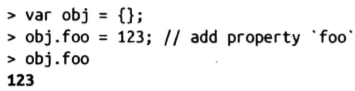 > var obj = {};
> obj.foo = 123; // add property `foo`
> obj.foo
123